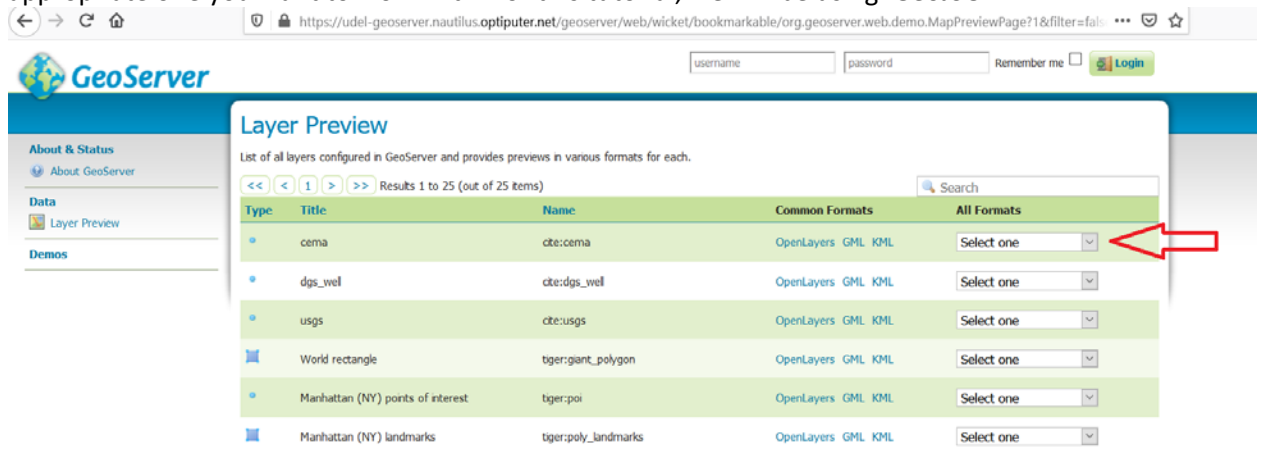 https://udel-geoserver.nautilus.optiputer.net/geoserver/web/wicket/bookmarkable/org.geoserver.web.demo.MapPreviewPage?1&filter=fals
GeoServer
username password Remember me Login
Layer Preview
List of all layers configured in GeoServer and provides previews in various formats for each.
<< < 1 > >> Results 1 to 25 (out of 25 items) Search
About & Status
About GeoServer
Data
Layer Preview
Demos
Type Title Name Common Formats All Formats
cema cite:cema OpenLayers GML KML Select one
dgs_well cite:dgs_well OpenLayers GML KML Select one
usgs cite:usgs OpenLayers GML KML Select one
World rectangle tiger:giant_polygon OpenLayers GML KML Select one
Manhattan (NY) points of interest tiger:poi OpenLayers GML KML Select one
Manhattan (NY) landmarks tiger:poly_landmarks OpenLayers GML KML Select one